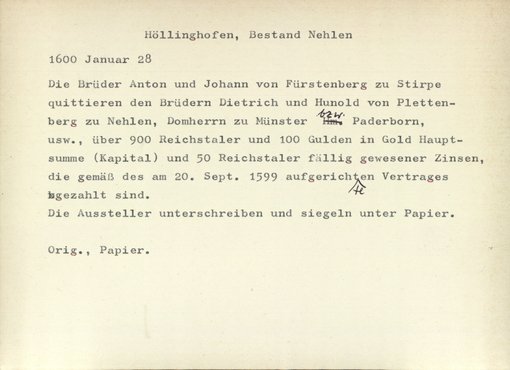 Höllinghofen, Bestand Nehlen
1600 Januar 28
Die Brüder Anton und Johann von Fürstenberg zu Stirpe
quittieren den Brüdern Dietrich und Hunold von Pletten-
berg zu Nehlen, Domherrn zu Münster bzw. Paderborn,
usw., über 900 Reichstaler und 100 Gulden in Gold Haupt-
summe (Kapital) und 50 Reichstaler fällig gewesener Zinsen,
die gemäß des am 20. Sept. 1599 aufgerichteten Vertrages
gezahlt sind.
Die Aussteller unterschreiben und siegeln unter Papier.
Orig., Papier.